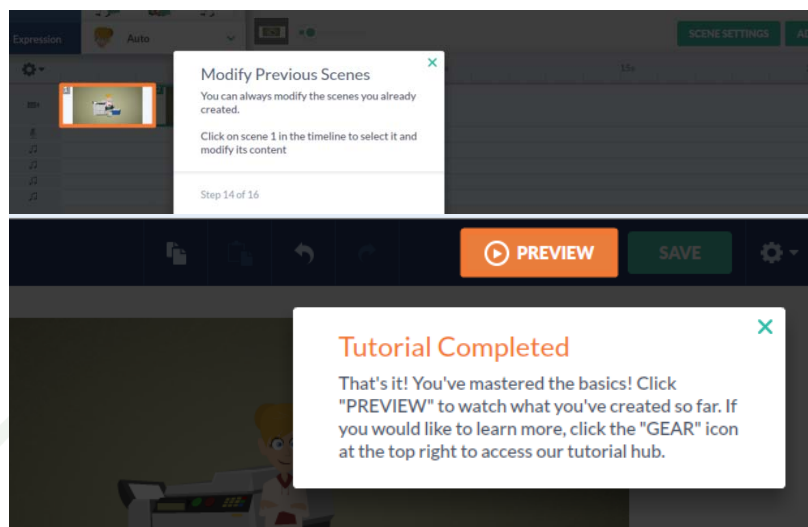 Expression
Auto
SCENE SETTINGS
15s
1
Modify Previous Scenes
You can always modify the scenes you already
created.
Click on scene 1 in the timeline to select it and
modify its content
Step 14 of 16
PREVIEW
SAVE
Tutorial Completed
That's it! You've mastered the basics! Click
"PREVIEW" to watch what you've created so far. If
you would like to learn more, click the "GEAR" icon
at the top right to access our tutorial hub.